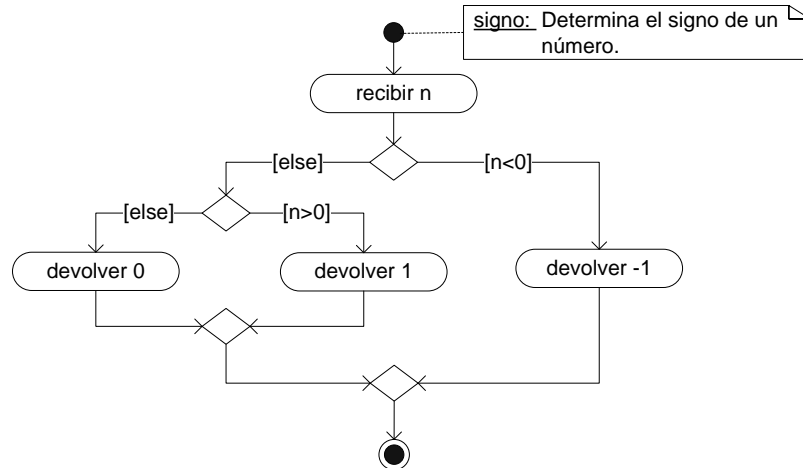 signo: Determina el signo de un
número.
recibir n
[else]
[n<0]
[else]
[n>0]
devolver 0
devolver 1
devolver -1